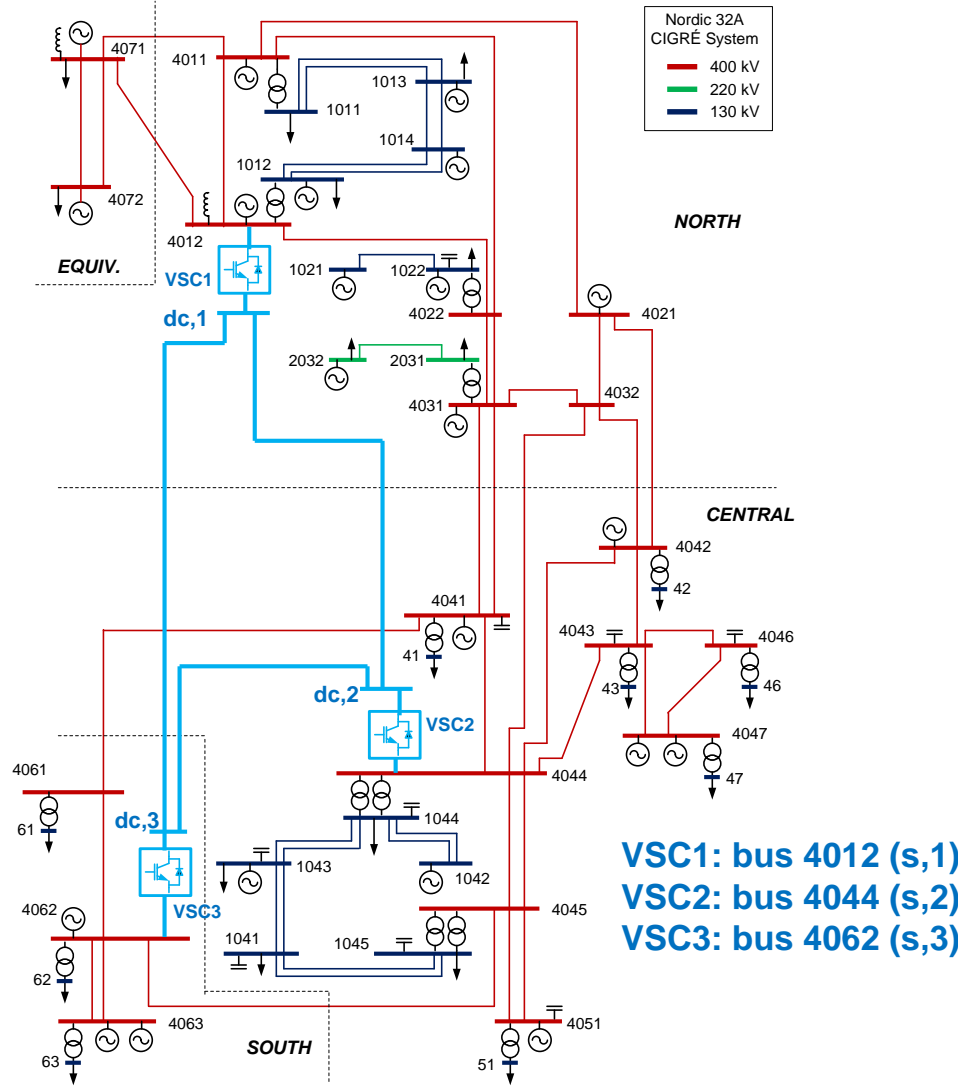 Nordic 32A
CIGRÉ System
400 kV
220 kV
130 kV
4071
4011
1013
1011
1014
1012
4072
4012
NORTH
EQUIV.
VSC1
1021
1022
dc,1
4022
4021
2032
2031
4031
4032
CENTRAL
4042
42
4041
4043
4046
41
43
46
dc,2
VSC2
4047
4061
4044
47
61
dc,3
1044
VSC3
1043
1042
VSC1: bus 4012 (s,1)
VSC2: bus 4044 (s,2)
VSC3: bus 4062 (s,3)
4062
4045
1041
1045
62
4063
4051
SOUTH
63
51